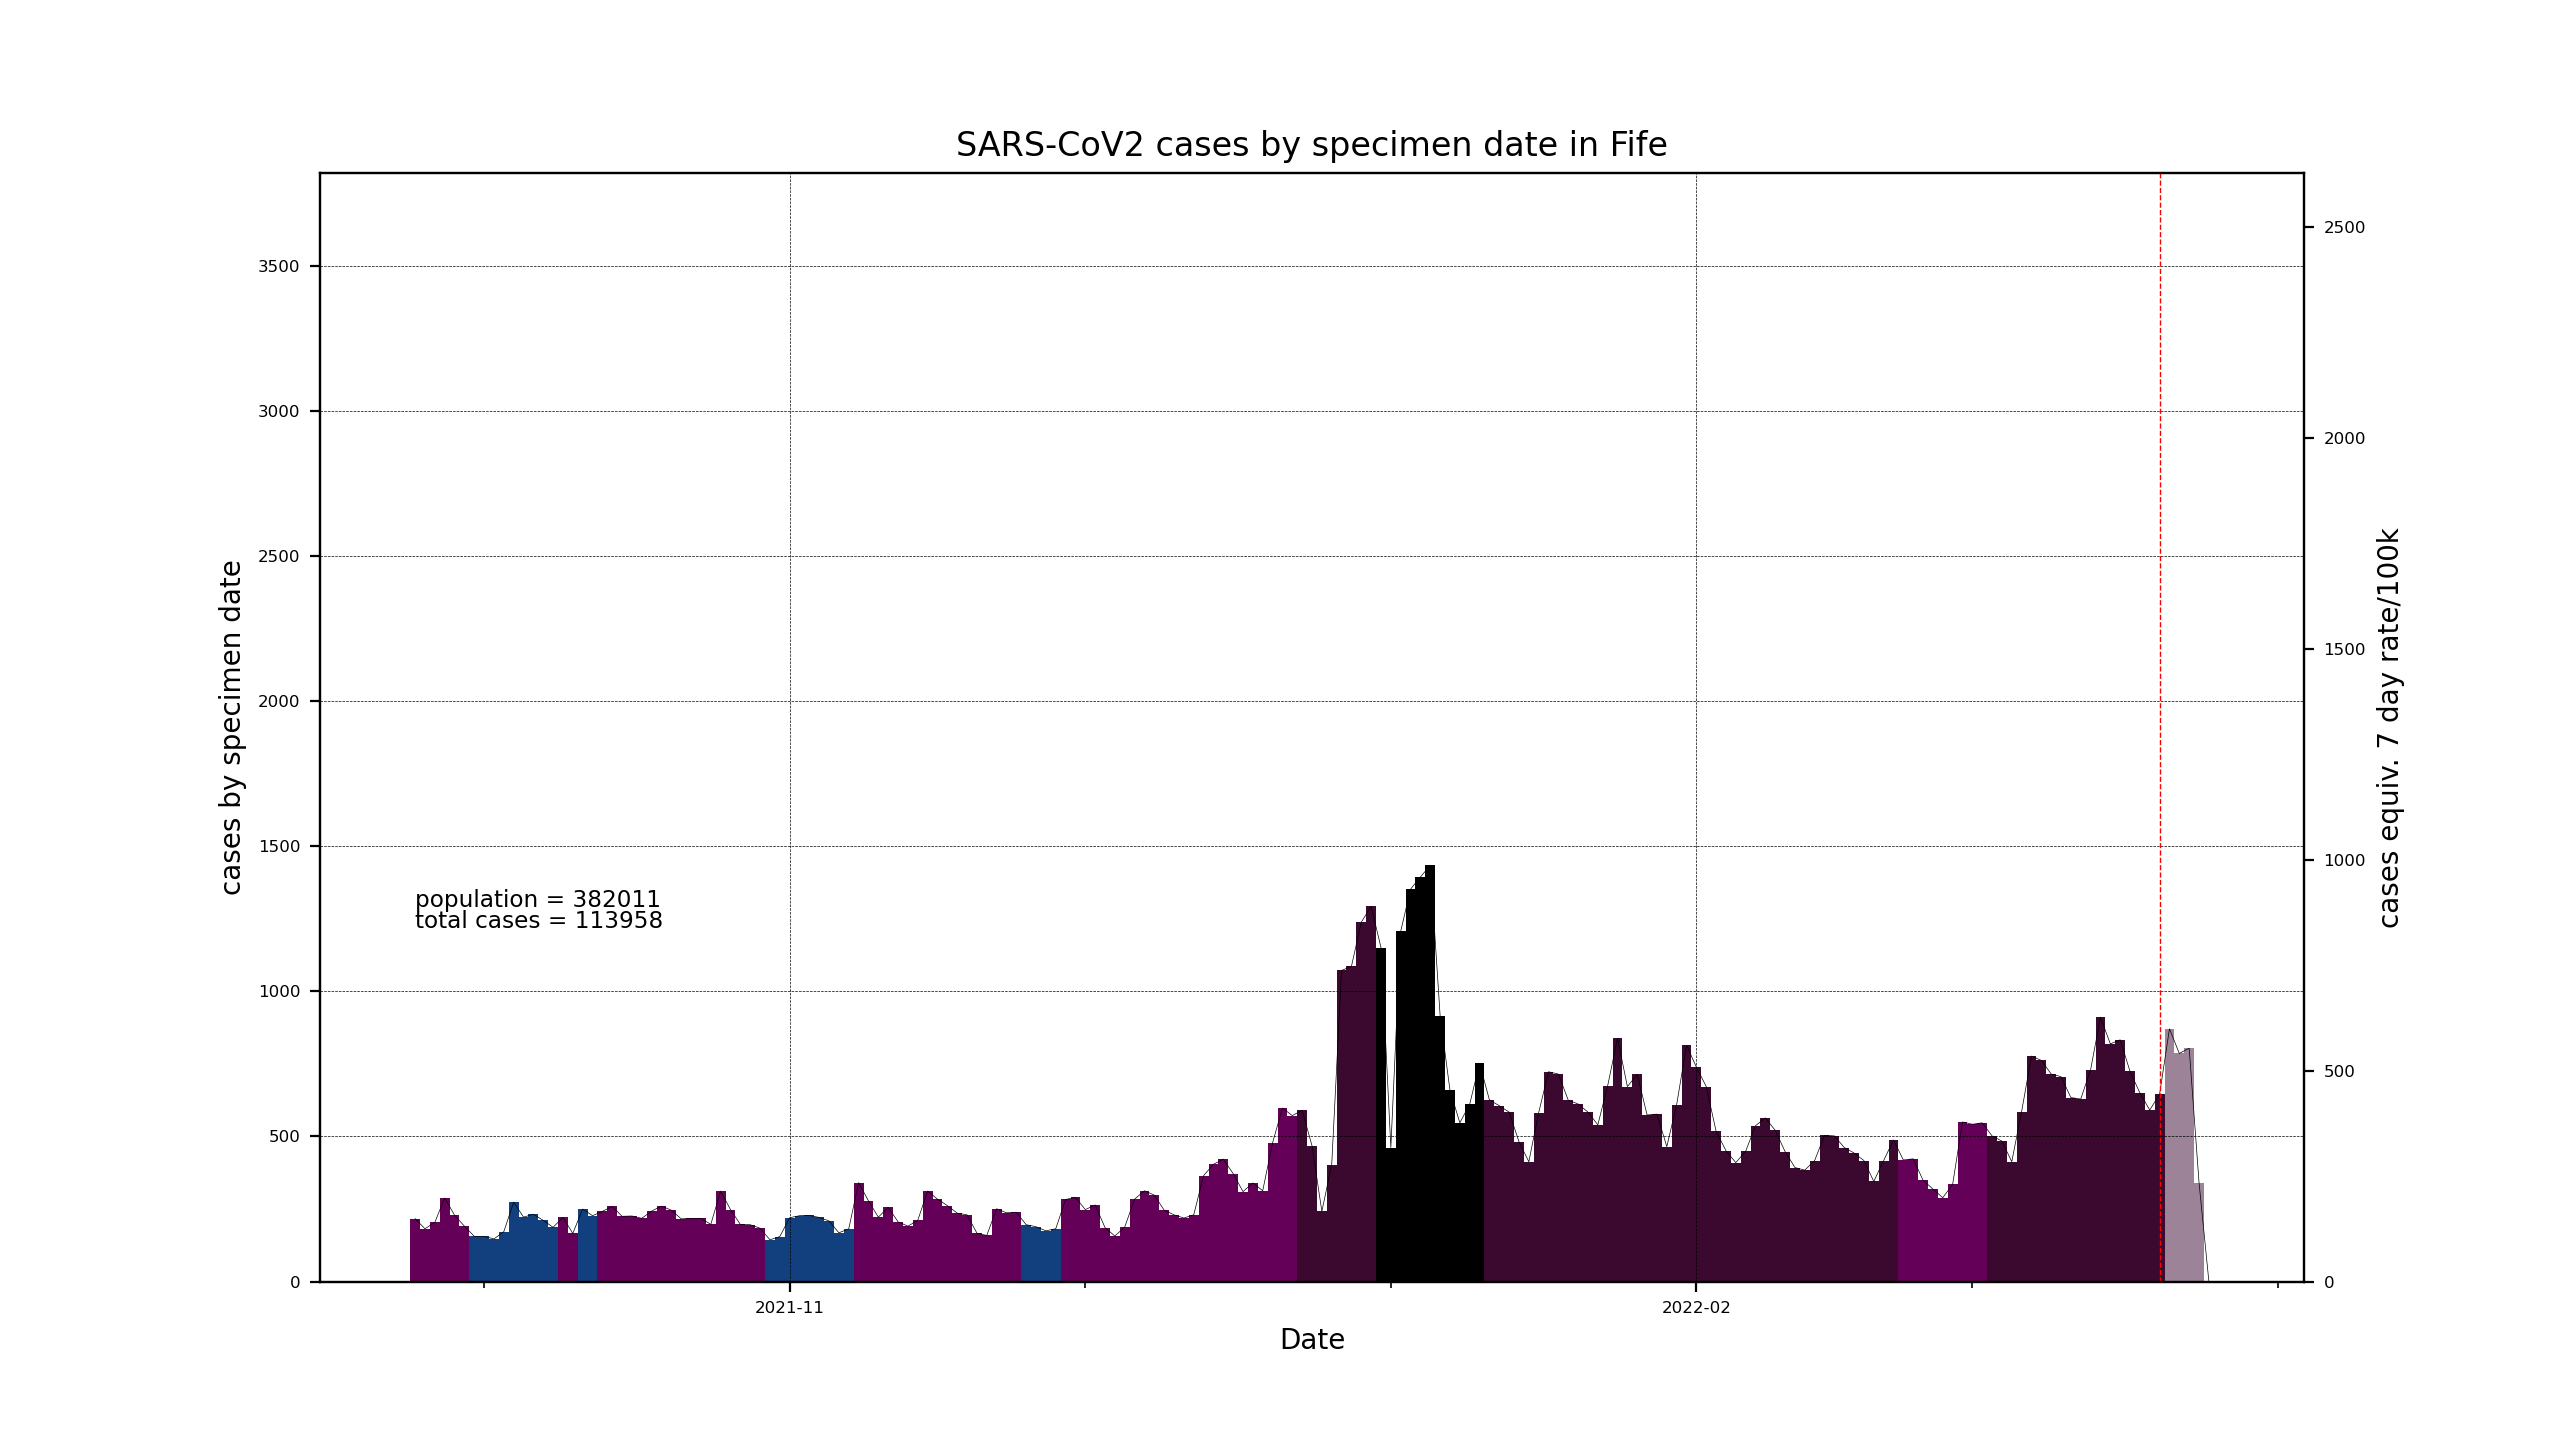 SARS-CoV2 cases by specimen date in Fife
cases by specimen date
3500
3000
2500
2000
1500
1000
500
0
population = 382011
total cases = 113958
2021-11
2022-02
Date
2500
2000
1500
1000
500
0
cases equiv. 7 day rate/100k